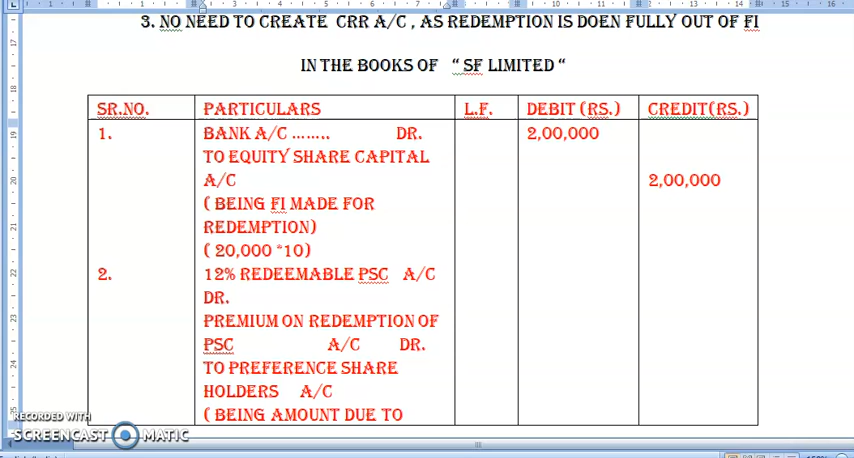 3. NO NEED TO CREATE CRR A/C , AS REDEMPTION IS DOEN FULLY OUT OF FI
IN THE BOOKS OF “ SF LIMITED “
SR.NO. PARTICULARS L.F. DEBIT (RS.) CREDIT(RS.)
1. BANK A/C ........ DR. 2,00,000
TO EQUITY SHARE CAPITAL
A/C 2,00,000
( BEING FI MADE FOR
REDEMPTION)
( 20,000 *10)
2. 12% REDEEMABLE PSC A/C
DR.
PREMIUM ON REDEMPTION OF
PSC A/C DR.
TO PREFERENCE SHARE
HOLDERS A/C
( BEING AMOUNT DUE TO
RECORDED WITH
SCREENCAST MATIC